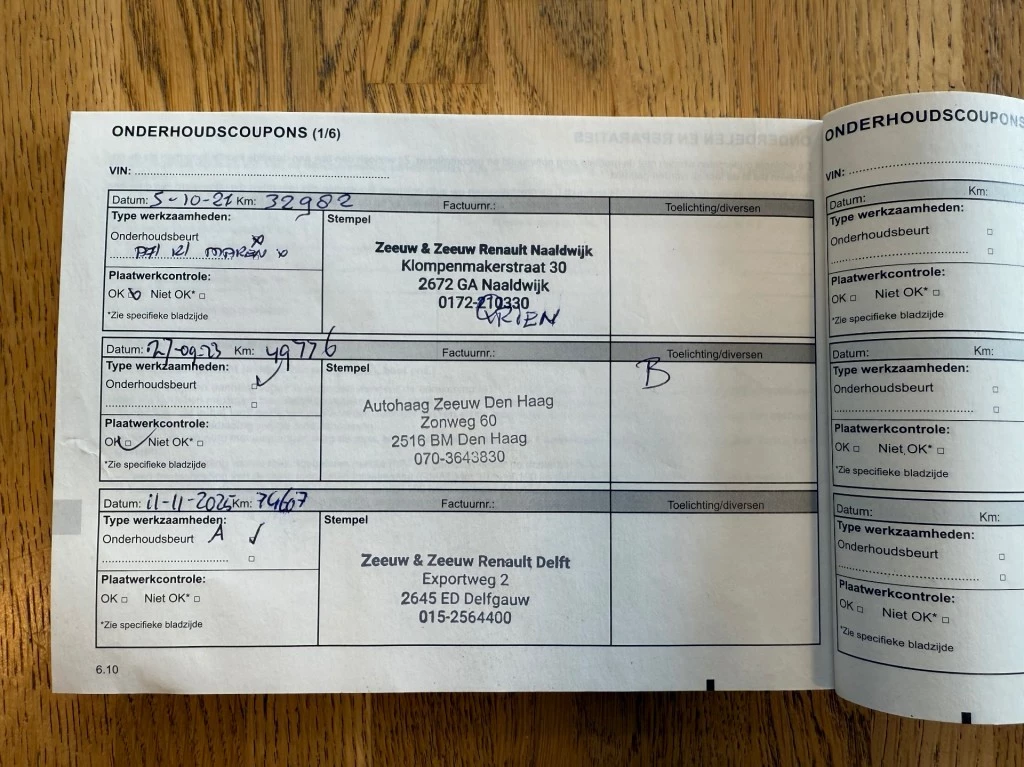 ONDERHOUDSCOUPONS (1/6)
VIN:
Datum: 5-10-21 Km: 32982 Factuurnr.: Toelichting/diversen
Type werkzaamheden:
Onderhoudsbeurt x
x
Plaatwerkcontrole:
OK x Niet OK* □
*Zie specifieke bladzijde
Stempel
Zeeuw & Zeeuw Renault Naaldwijk
Klompenmakerstraat 30
2672 GA Naaldwijk
0172-210330
Datum: 27-09-23 Km: 49776 Factuurnr.: Toelichting/diversen
Type werkzaamheden:
Onderhoudsbeurt □ ✓
□
Plaatwerkcontrole:
OK □ ✓ Niet OK* □
*Zie specifieke bladzijde
Stempel
Autohaag Zeeuw Den Haag
Zonweg 60
2516 BM Den Haag
070-3643830
B
Datum: 11-11-2025 Km: 74607 Factuurnr.: Toelichting/diversen
Type werkzaamheden:
Onderhoudsbeurt A ✓
□
Plaatwerkcontrole:
OK □ Niet OK* □
*Zie specifieke bladzijde
Stempel
Zeeuw & Zeeuw Renault Delft
Exportweg 2
2645 ED Delfgauw
015-2564400
6.10
ONDERHOUDSCOUPONS
VIN:
Datum: Km:
Type werkzaamheden:
Onderhoudsbeurt □
□
Plaatwerkcontrole:
OK □ Niet OK* □
*Zie specifieke bladzijde
Datum: Km:
Type werkzaamheden:
Onderhoudsbeurt □
□
Plaatwerkcontrole:
OK □ Niet OK* □
*Zie specifieke bladzijde
Datum: Km:
Type werkzaamheden:
Onderhoudsbeurt □
□
Plaatwerkcontrole:
OK □ Niet OK* □
*Zie specifieke bladzijde